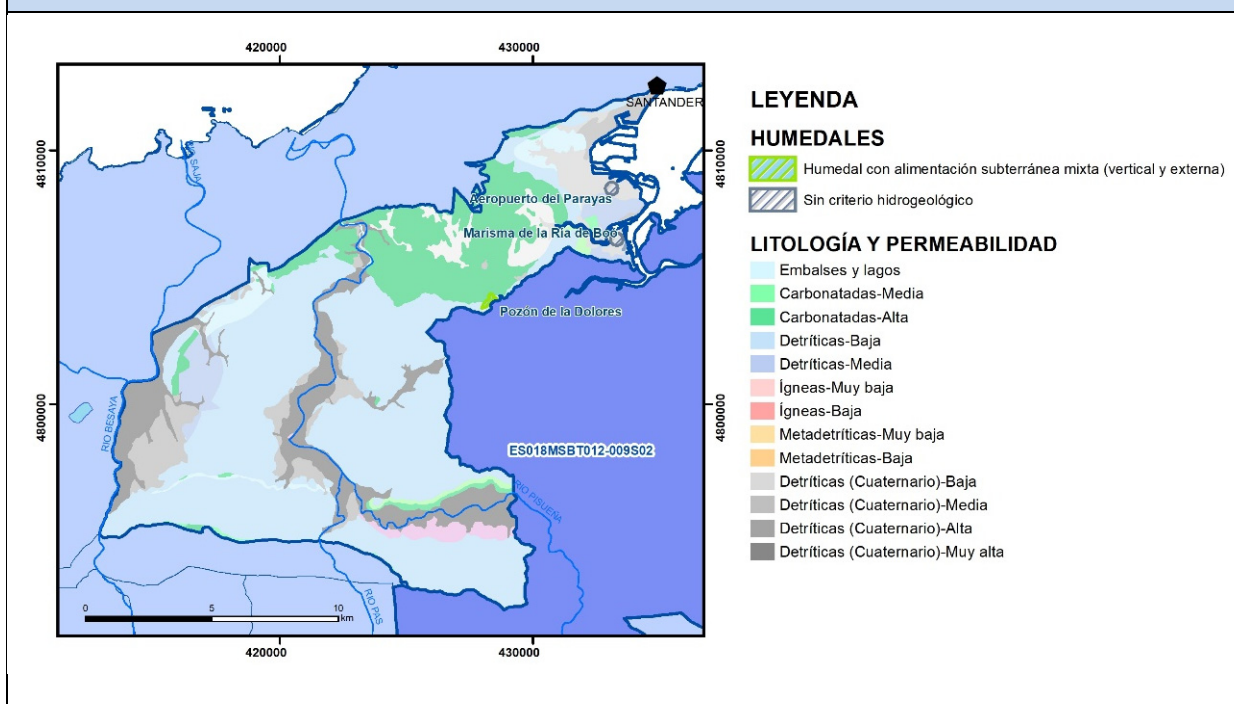 420000
430000
SANTANDER
4810000
4810000
RIO SAJA
Aeropuerto del Parayas
Marisma de la Ría de Boó
Pozón de la Dolores
4800000
4800000
RIO BESAYA
ES018MSBT012-009S02
RIO PISUEÑA
RIO PAS
0 5 10
km
420000
430000
LEYENDA
HUMEDALES
Humedal con alimentación subterránea mixta (vertical y externa)
Sin criterio hidrogeológico
LITOLOGÍA Y PERMEABILIDAD
Embalses y lagos
Carbonatadas-Media
Carbonatadas-Alta
Detríticas-Baja
Detríticas-Media
Ígneas-Muy baja
Ígneas-Baja
Metadetríticas-Muy baja
Metadetríticas-Baja
Detríticas (Cuaternario)-Baja
Detríticas (Cuaternario)-Media
Detríticas (Cuaternario)-Alta
Detríticas (Cuaternario)-Muy alta